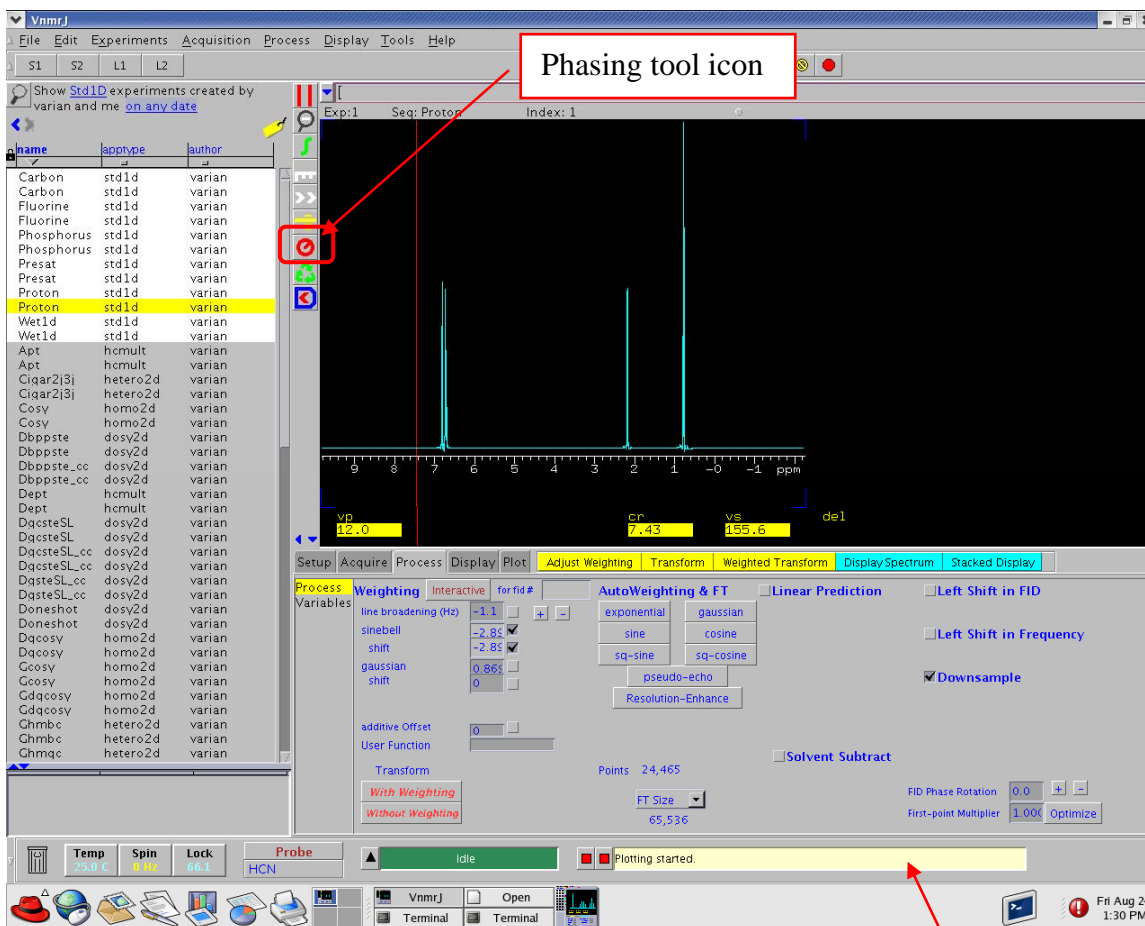 VnmrJ
File Edit Experiments Acquisition Process Display Tools Help
Phasing tool icon
S1 S2 L1 L2
Show Std1D experiments created by
varian and me on any date
[
Exp:1 Seq: Proton Index: 1
name apptype author
Carbon std1d varian
Carbon std1d varian
Fluorine std1d varian
Fluorine std1d varian
Phosphorus std1d varian
Phosphorus std1d varian
Presat std1d varian
Presat std1d varian
Proton std1d varian
Proton std1d varian
Wet1d std1d varian
Wet1d std1d varian
Apt hcmult varian
Apt hcmult varian
Cigar2j3j hetero2d varian
Cigar2j3j hetero2d varian
Cosy homo2d varian
Cosy homo2d varian
Dbppste dosy2d varian
Dbppste dosy2d varian
Dbppste_cc dosy2d varian
Dbppste_cc dosy2d varian
Dept hcmult varian
Dept hcmult varian
DgcsteSL dosy2d varian
DgcsteSL dosy2d varian
DgcsteSL_cc dosy2d varian
DgcsteSL_cc dosy2d varian
DgsteSL_cc dosy2d varian
DgsteSL_cc dosy2d varian
Doneshot dosy2d varian
Doneshot dosy2d varian
Dqcosy homo2d varian
Dqcosy homo2d varian
Gcosy homo2d varian
Gcosy homo2d varian
Gdqcosy homo2d varian
Gdqcosy homo2d varian
Ghmbc hetero2d varian
Ghmbc hetero2d varian
Ghmqc hetero2d varian
9 8 7 6 5 4 3 2 1 -0 -1 ppm
vp cr vs del
12.0 7.43 155.6
Setup Acquire Process Display Plot Adjust Weighting Transform Weighted Transform Display Spectrum Stacked Display
Process
Variables
Weighting Interactive for fid # AutoWeighting & FT Linear Prediction Left Shift in FID
line broadening (Hz) -1.1 + - exponential gaussian
sinebell sine cosine Left Shift in Frequency
shift sq-sine sq-cosine
gaussian pseudo-echo Downsample
shift 0 Resolution-Enhance
additive Offset 0
User Function Solvent Subtract
Transform Points 24,465
With Weighting FT Size FID Phase Rotation 0.0 + -
Without Weighting 65,536 First-point Multiplier Optimize
Temp Spin Lock Probe
25.0 C 0 Hz 66.1 HCN
Idle Plotting started.
VnmrJ Open
Terminal Terminal
Fri Aug 2
1:30 PM